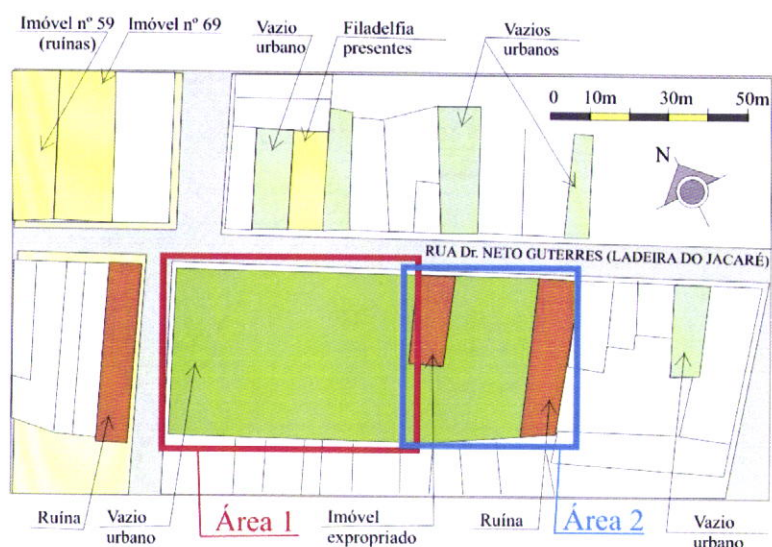 Imóvel nº 59
(ruínas)
Imóvel nº 69
Vazio
urbano
Filadelfia
presentes
Vazios
urbanos
0 10m 30m 50m
N
RUA Dr. NETO GUTERRES (LADEIRA DO JACARÉ)
Ruína
Vazio
urbano
Área 1
Imóvel
expropriado
Ruína
Área 2
Vazio
urbano